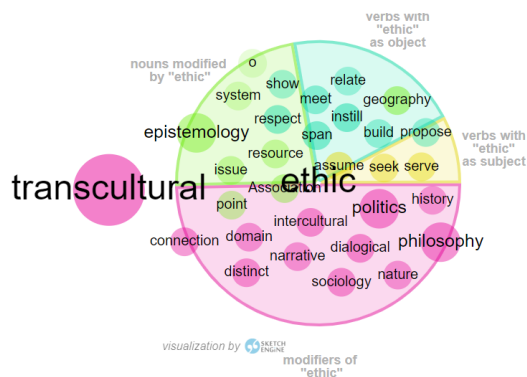 verbs with
"ethic"
as object
nouns modified
by "ethic"
o
show
relate
system
meet
geography
respect
instill
epistemology
span
build
propose
verbs with
"ethic"
as subject
resource
issue
assume
seek
serve
ethic
transcultural
Association
point
politics
history
intercultural
connection
domain
dialogical
philosophy
narrative
distinct
sociology
nature
visualization by SKETCH
ENGINE
modifiers of
"ethic"